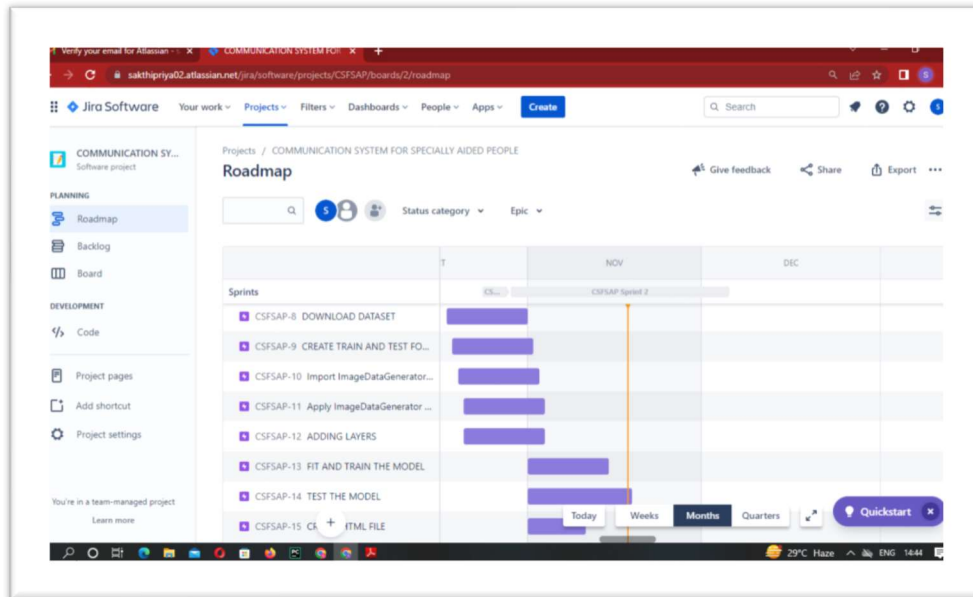 Verify your email for Atlassian - COMMUNICATION SYSTEM FOR
sakthipriya02.atlassian.net/jira/software/projects/CSFSAP/boards/2/roadmap
Jira Software Your work Projects Filters Dashboards People Apps Create Search
COMMUNICATION SY...
Software project
Projects / COMMUNICATION SYSTEM FOR SPECIALLY AIDED PEOPLE
Roadmap
Give feedback Share Export
PLANNING
Roadmap
Backlog
Board
DEVELOPMENT
Code
Project pages
Add shortcut
Project settings
You're in a team-managed project
Learn more
S Status category Epic
T NOV DEC
Sprints CS... CSFSAP Sprint 2
CSFSAP-8 DOWNLOAD DATASET
CSFSAP-9 CREATE TRAIN AND TEST FO...
CSFSAP-10 Import ImageDataGenerator...
CSFSAP-11 Apply ImageDataGenerator ...
CSFSAP-12 ADDING LAYERS
CSFSAP-13 FIT AND TRAIN THE MODEL
CSFSAP-14 TEST THE MODEL
CSFSAP-15 HTML FILE
Today Weeks Months Quarters
Quickstart
29°C Haze ENG 14:44